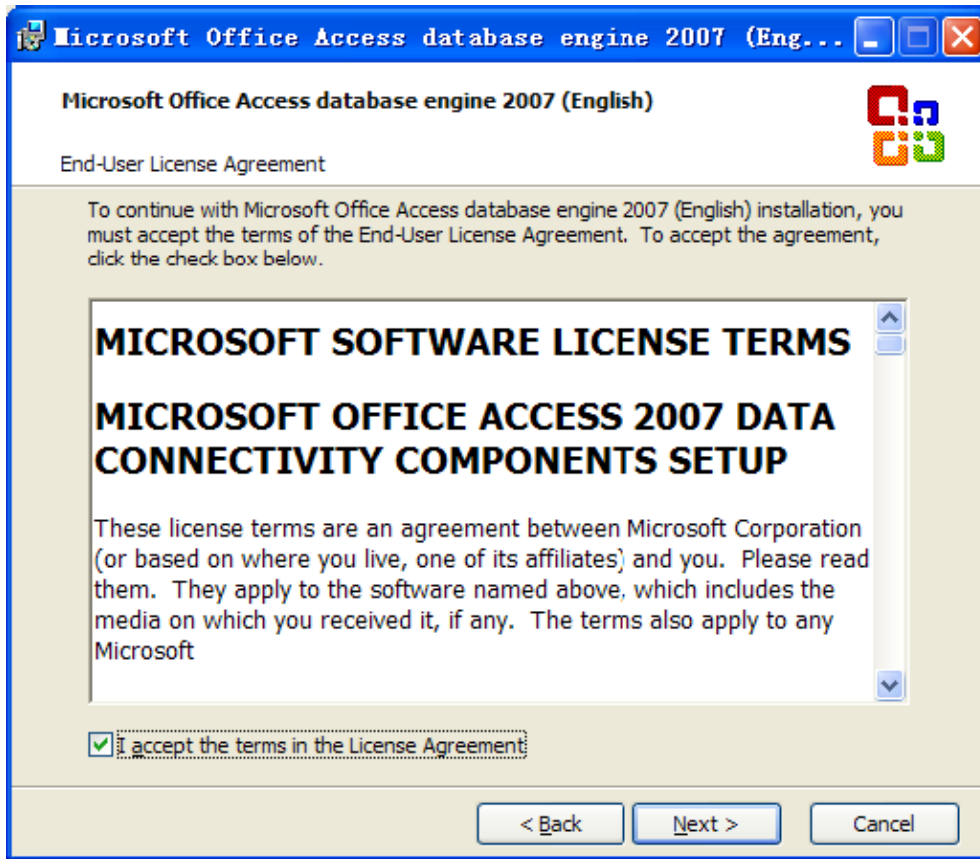 Microsoft Office Access database engine 2007 (Eng...
Microsoft Office Access database engine 2007 (English)
End-User License Agreement
To continue with Microsoft Office Access database engine 2007 (English) installation, you
must accept the terms of the End-User License Agreement. To accept the agreement,
click the check box below.
MICROSOFT SOFTWARE LICENSE TERMS
MICROSOFT OFFICE ACCESS 2007 DATA
CONNECTIVITY COMPONENTS SETUP
These license terms are an agreement between Microsoft Corporation
(or based on where you live, one of its affiliates) and you. Please read
them. They apply to the software named above, which includes the
media on which you received it, if any. The terms also apply to any
Microsoft
I accept the terms in the License Agreement
< Back
Next >
Cancel